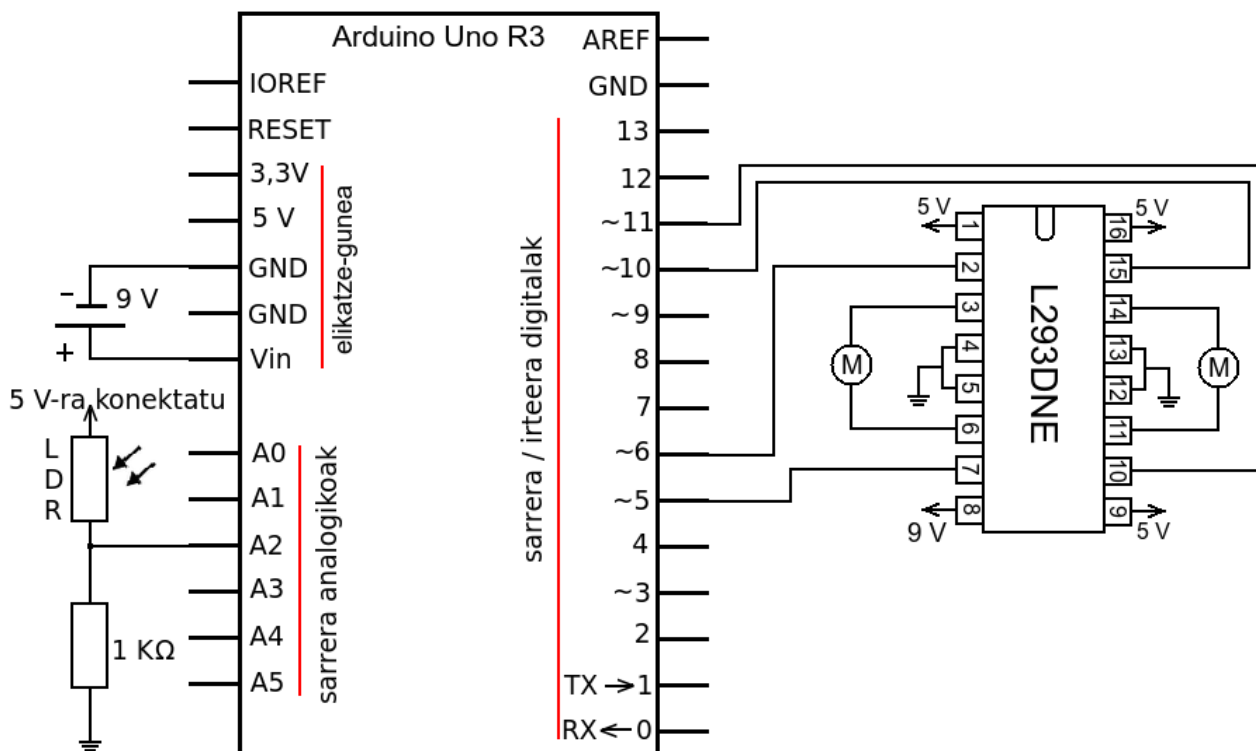 Arduino Uno R3
IOREF
RESET
3,3V
5 V
GND
GND
Vin
elikatze-gunea
A0
A1
A2
A3
A4
A5
sarrera analogikoak
AREF
GND
13
12
~11
~10
~9
8
7
~6
~5
4
~3
2
TX→1
RX←0
sarrera / irteera digitalak
−
9 V
+
5 V-ra konektatu
L
D
R
1 KΩ
5 V
1
2
3
4
5
6
7
8
9 V
M
L293DNE
5 V
16
15
14
13
12
11
10
9
5 V
M